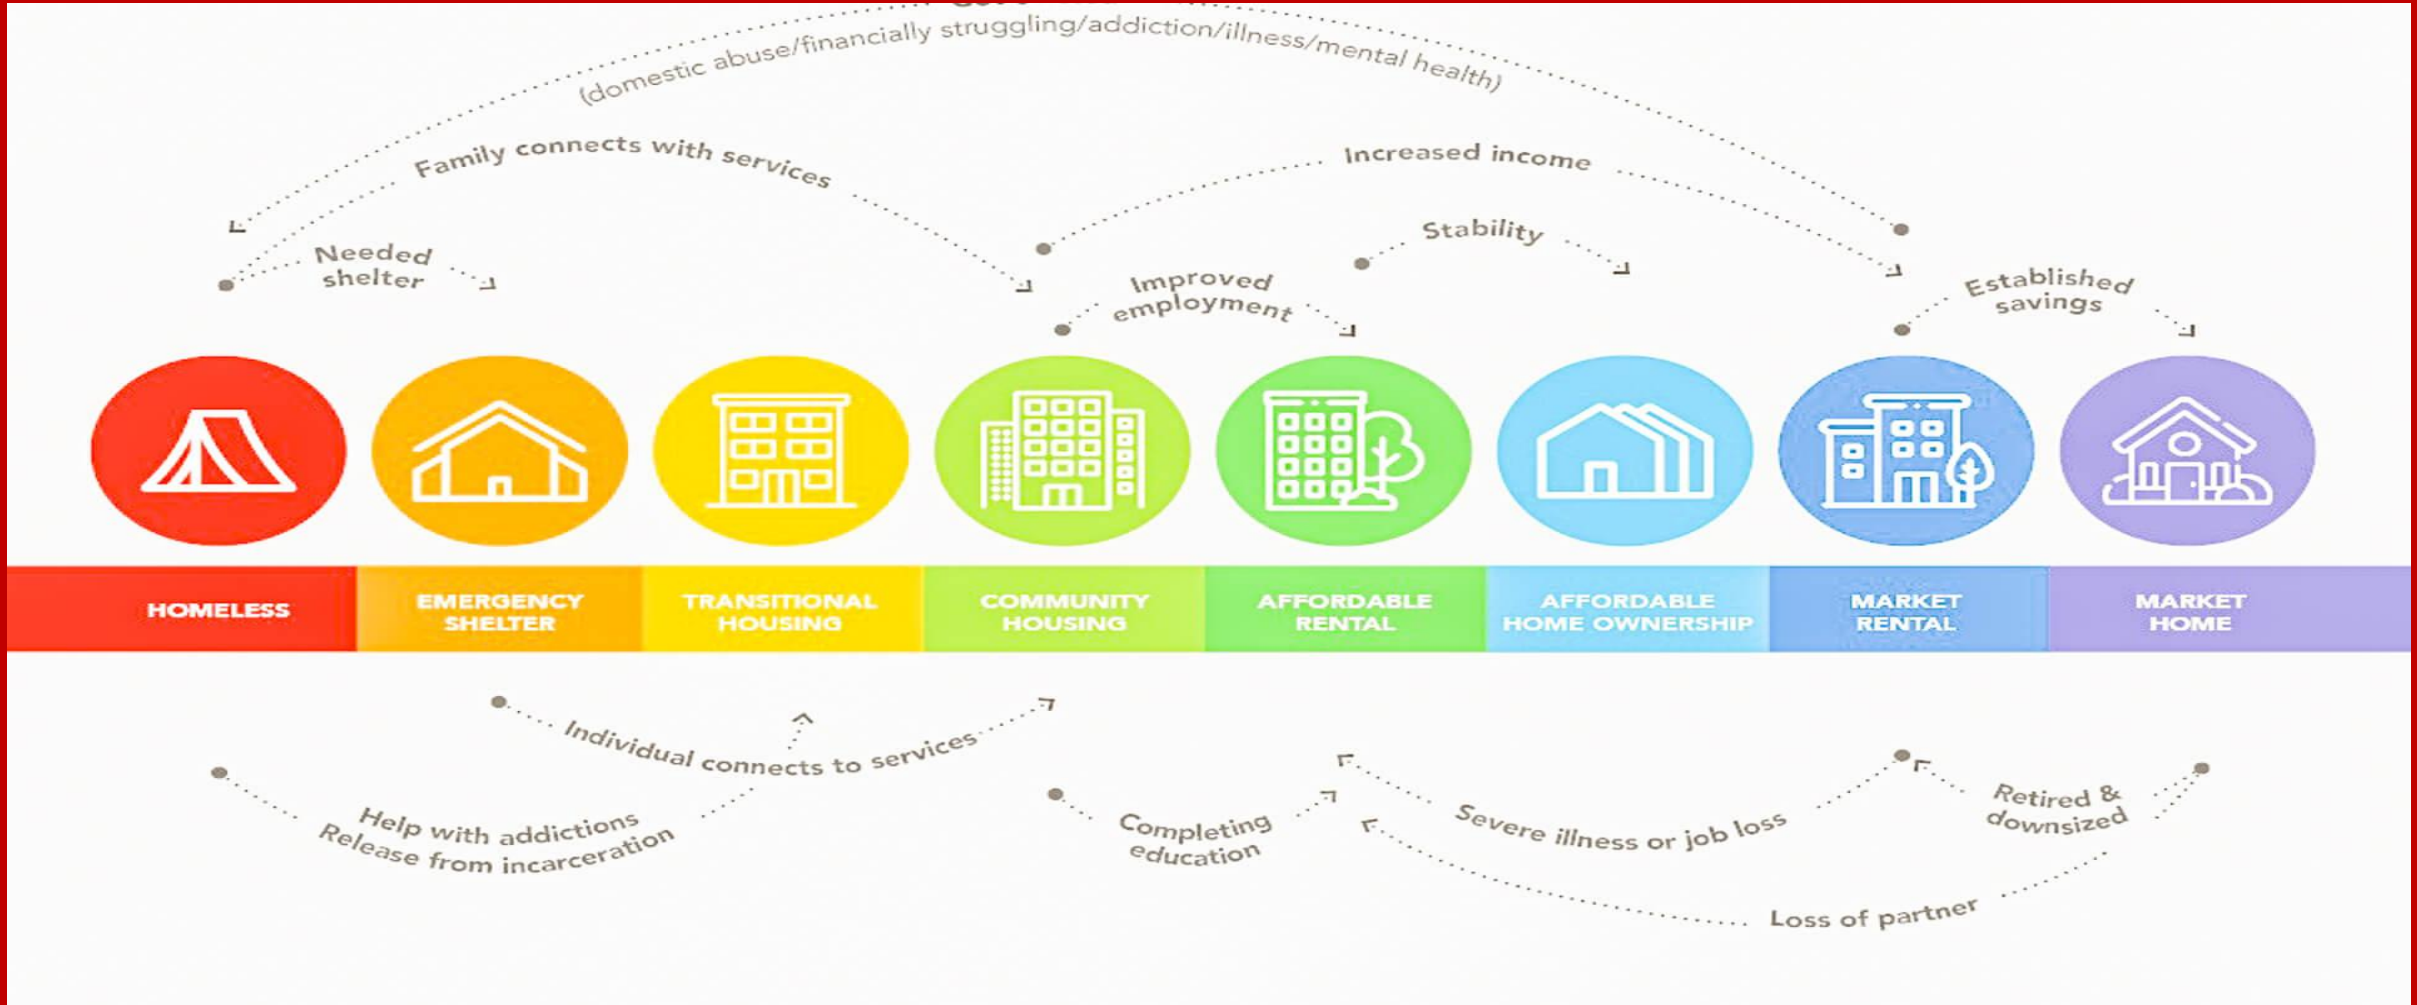 (domestic abuse/financially struggling/addiction/illness/mental health)
Family connects with services
Increased income
Stability
Needed
shelter
Improved
employment
Established
savings
HOMELESS
EMERGENCY
SHELTER
TRANSITIONAL
HOUSING
COMMUNITY
HOUSING
AFFORDABLE
RENTAL
AFFORDABLE
HOME OWNERSHIP
MARKET
RENTAL
MARKET
HOME
Individual connects to services
Help with addictions
Release from incarceration
Completing
education
Severe illness or job loss
Retired &
downsized
Loss of partner